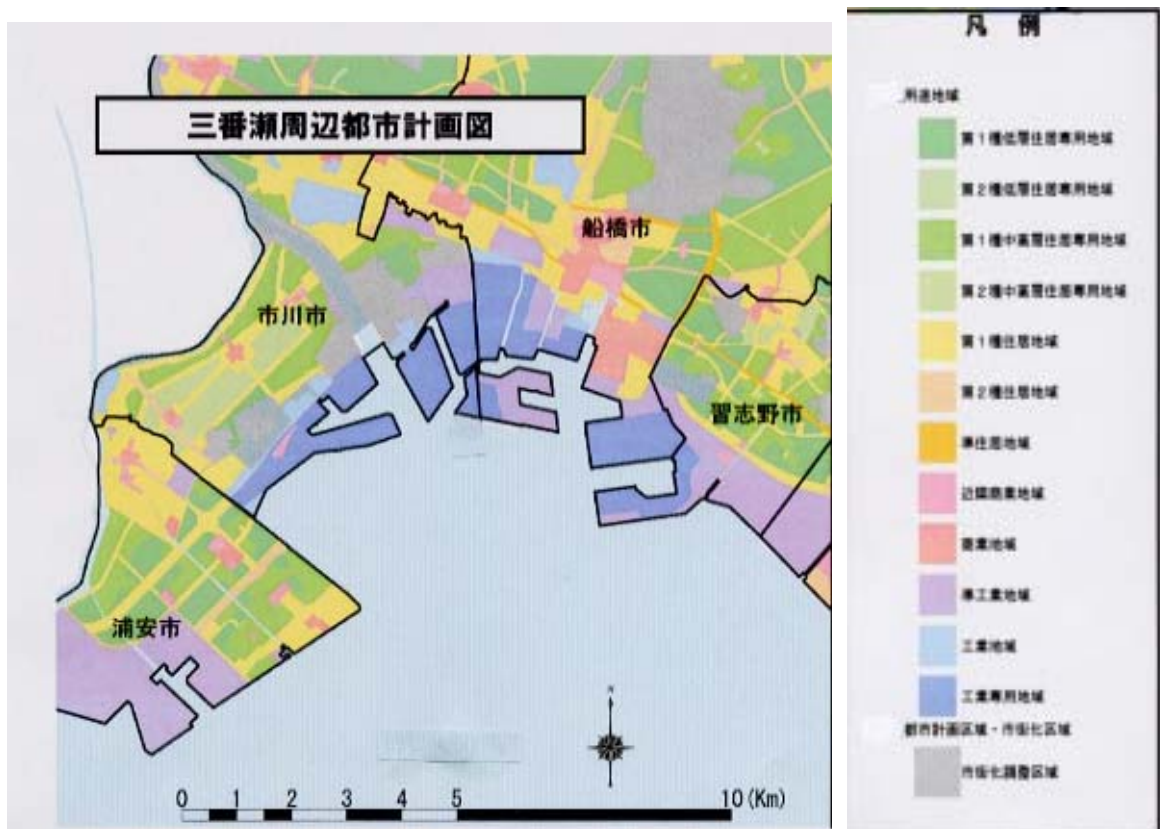 三番瀬周辺都市計画図
船橋市
市川市
習志野市
浦安市
N
0 1 2 3 4 5 10 (Km)
凡 例
用途地域
第1種低層住居専用地域
第2種低層住居専用地域
第1種中高層住居専用地域
第2種中高層住居専用地域
第1種住居地域
第2種住居地域
準住居地域
近隣商業地域
商業地域
準工業地域
工業地域
工業専用地域
都市計画区域・市街化区域
市街化調整区域